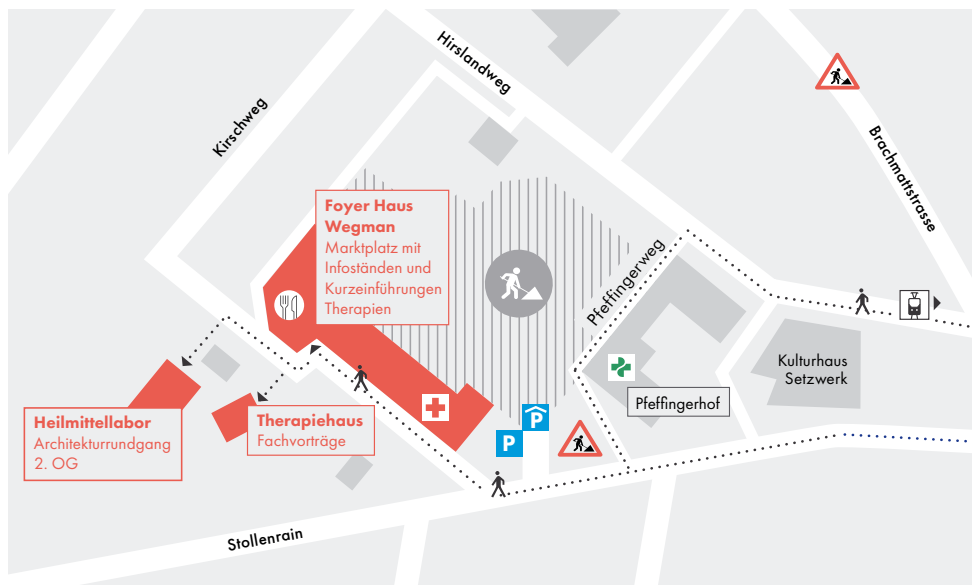 Hirslandweg
Kirschweg
Brachmattstrasse
Foyer Haus
Wegman
Marktplatz mit
Infoständen und
Kurzeinführungen
Therapien
Pfeffingerweg
Kulturhaus
Setzwerk
Pfeffingerhof
Heilmittellabor
Architekturrundgang
2. OG
Therapiehaus
Fachvorträge
P
P
Stollenrain